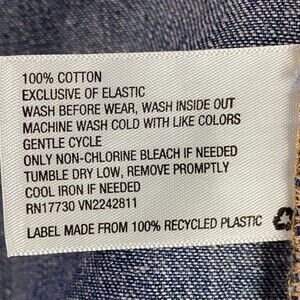 100% COTTON
EXCLUSIVE OF ELASTIC
WASH BEFORE WEAR, WASH INSIDE OUT
MACHINE WASH COLD WITH LIKE COLORS
GENTLE CYCLE
ONLY NON-CHLORINE BLEACH IF NEEDED
TUMBLE DRY LOW, REMOVE PROMPTLY
COOL IRON IF NEEDED
RN17730 VN2242811
LABEL MADE FROM 100% RECYCLED PLASTIC